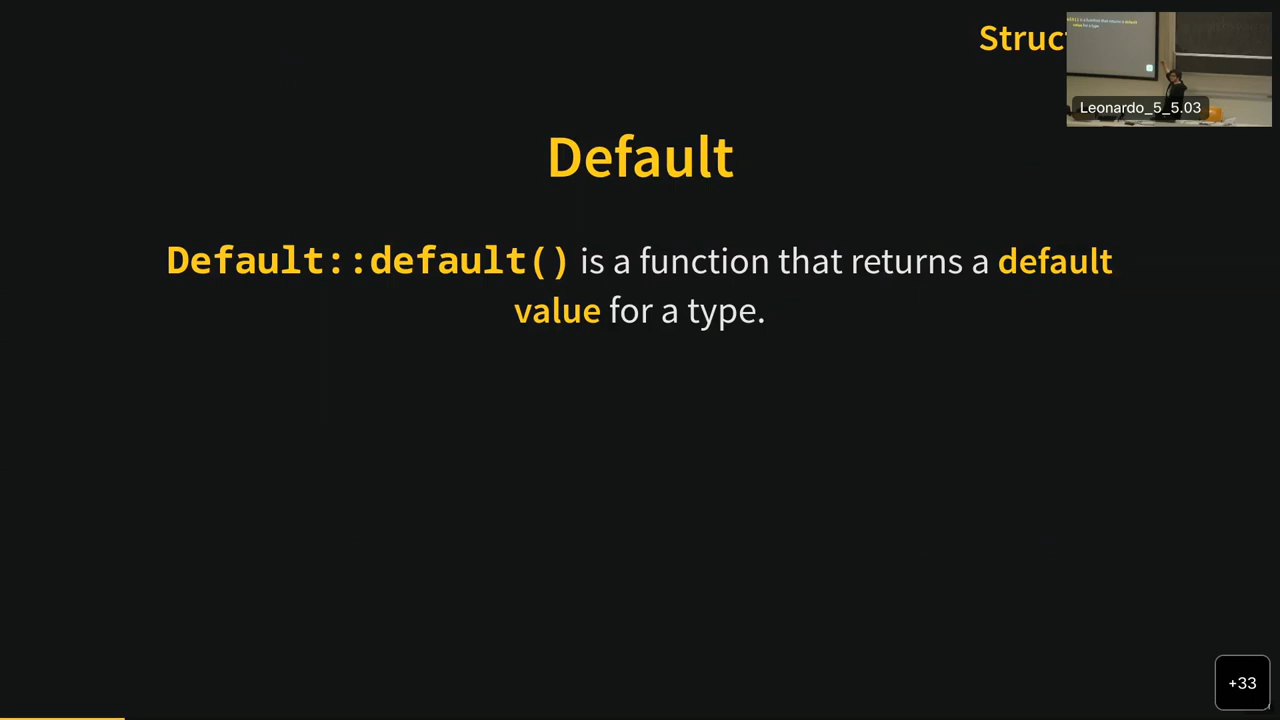 Struc
Leonardo_5_5.03
Default
Default::default() is a function that returns a default
value for a type.
+33